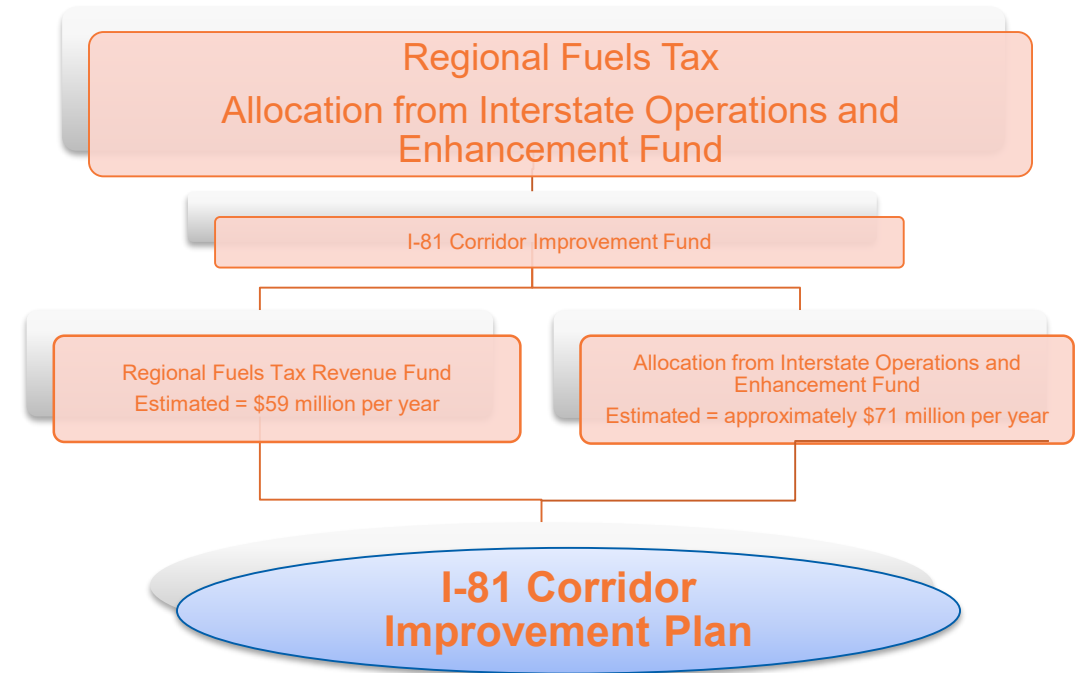 Regional Fuels Tax
Allocation from Interstate Operations and
Enhancement Fund
I-81 Corridor Improvement Fund
Regional Fuels Tax Revenue Fund
Estimated = $59 million per year
Allocation from Interstate Operations and
Enhancement Fund
Estimated = approximately $71 million per year
I-81 Corridor
Improvement Plan